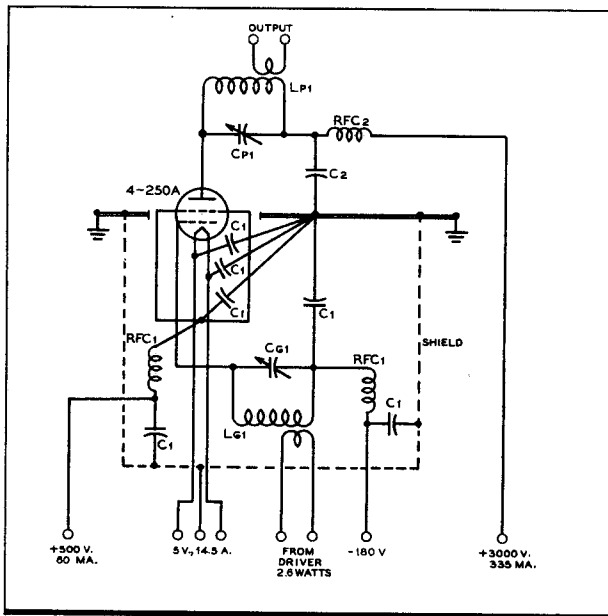 OUTPUT
LP1
RFC2
CP1
C2
4-250A
C1
C1
C1
C1
RFC1
CG1
RFC1
SHIELD
C1
LG1
C1
+500 V.
60 MA.
5 V., 14.5 A.
FROM
DRIVER
2.6 WATTS
-180 V
+3000 V.
335 MA.